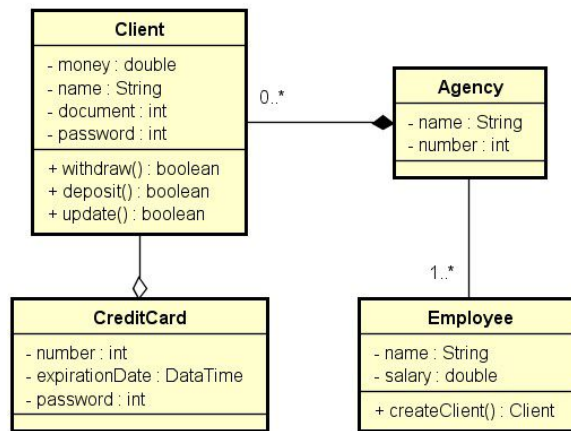 Client
- money : double
- name : String
- document : int
- password : int
+ withdraw() : boolean
+ deposit() : boolean
+ update() : boolean
0..*
Agency
- name : String
- number : int
1..*
CreditCard
- number : int
- expirationDate : DataTime
- password : int
Employee
- name : String
- salary : double
+ createClient() : Client